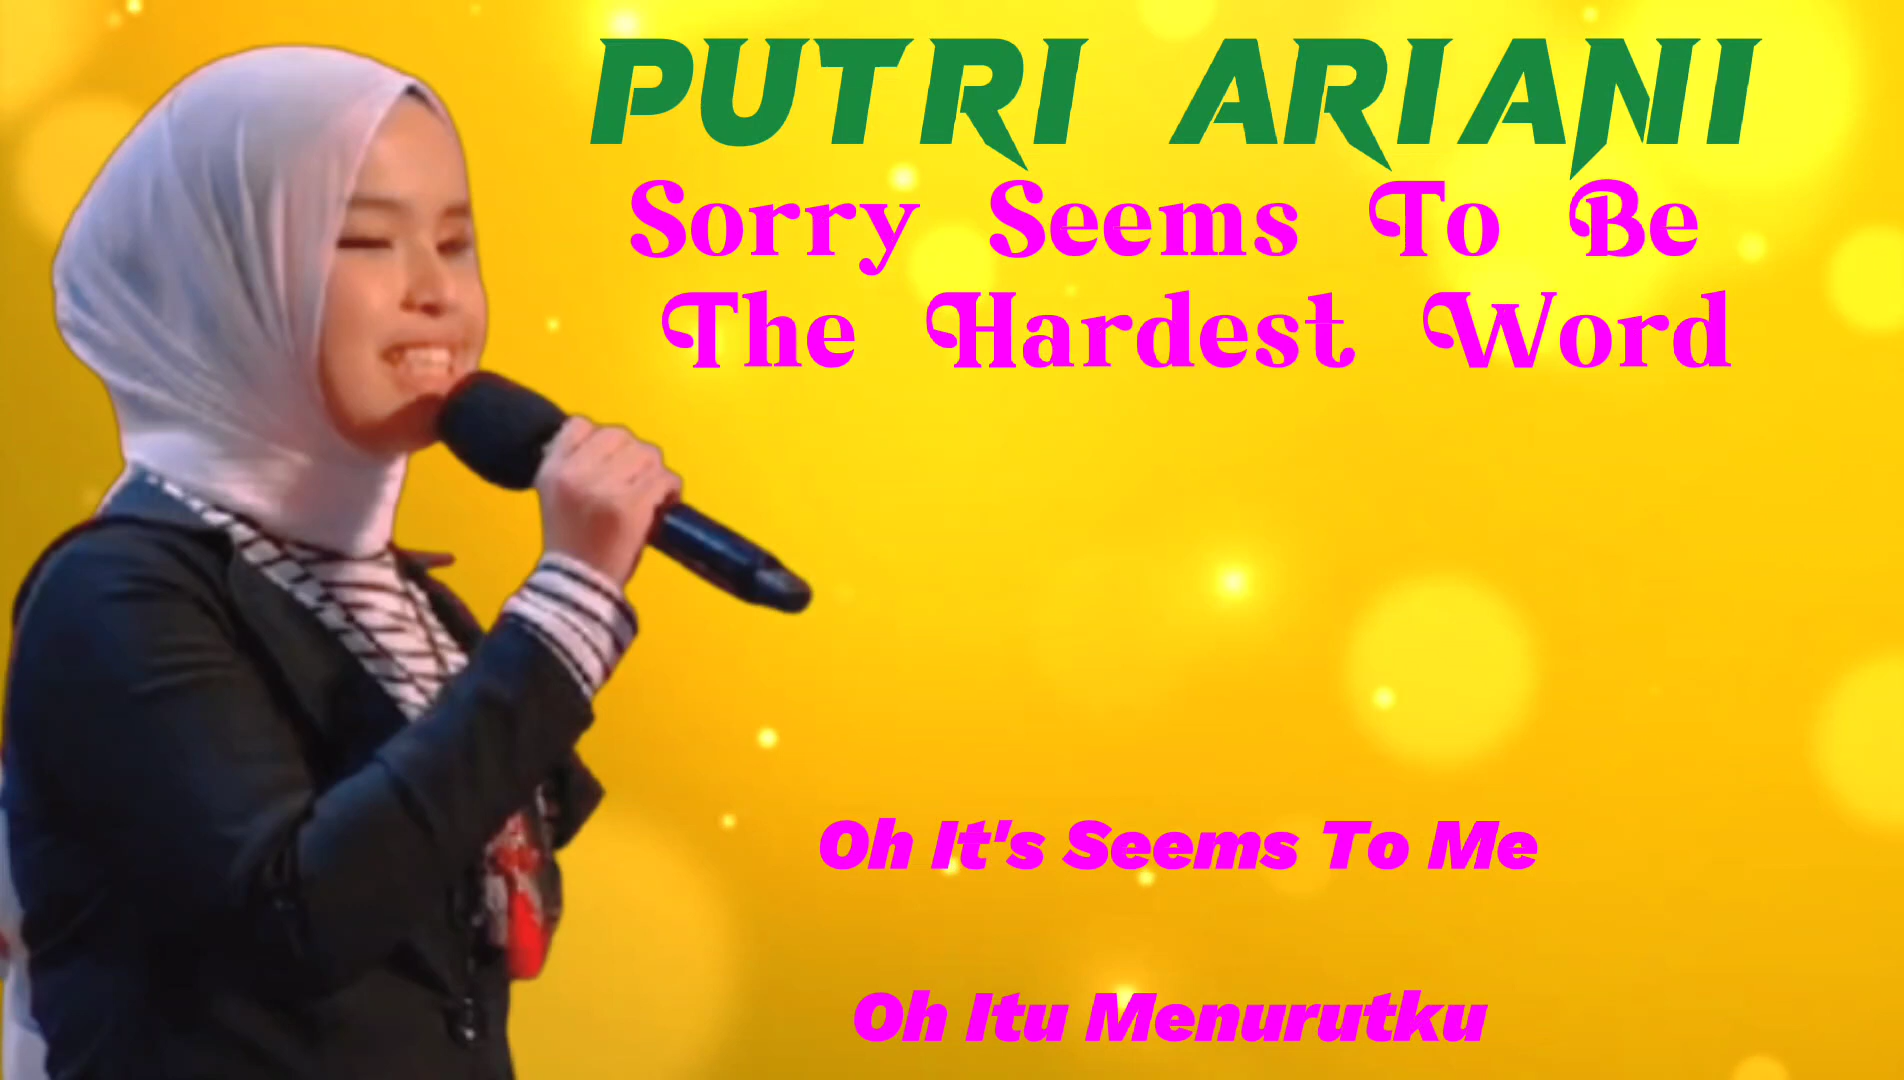 PUTRI ARIANI
Sorry Seems To Be
The Hardest Word
Oh It's Seems To Me
Oh Itu Menurutku